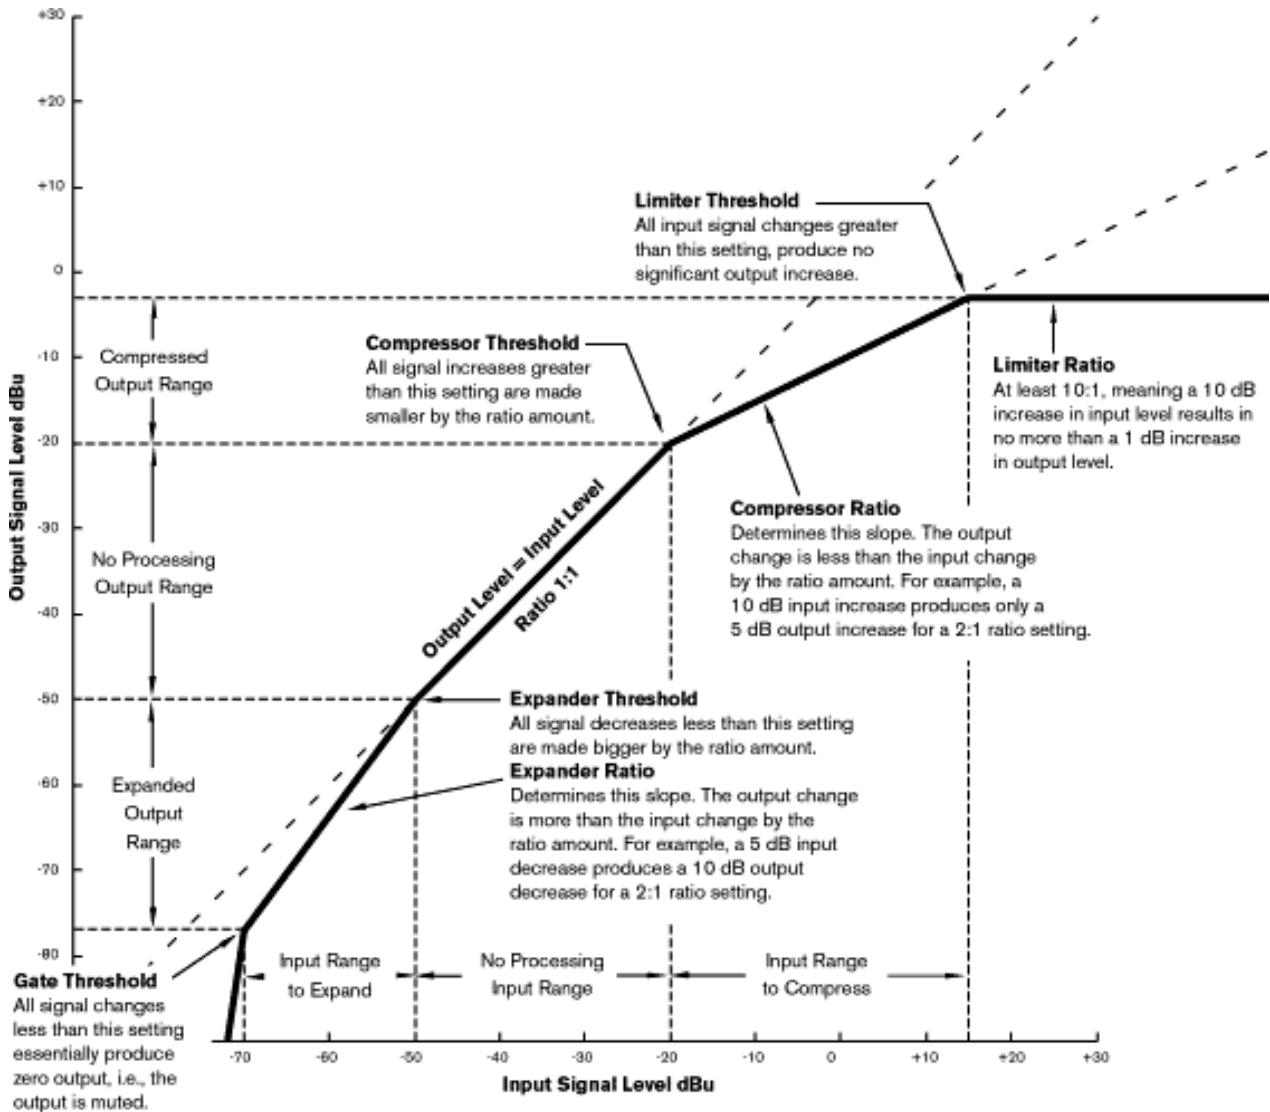 +30
+20
+10
0
-10
-20
-30
-40
-50
-60
-70
-80
Output Signal Level dBu
Limiter Threshold
All input signal changes greater
than this setting, produce no
significant output increase.
Compressed
Output Range
Compressor Threshold
All signal increases greater
than this setting are made
smaller by the ratio amount.
Limiter Ratio
At least 10:1, meaning a 10 dB
increase in input level results in
no more than a 1 dB increase
in output level.
Compressor Ratio
Determines this slope. The output
change is less than the input change
by the ratio amount. For example, a
10 dB input increase produces only a
5 dB output increase for a 2:1 ratio setting.
No Processing
Output Range
Output Level = Input Level
Ratio 1:1
Expander Threshold
All signal decreases less than this setting
are made bigger by the ratio amount.
Expander Ratio
Determines this slope. The output change
is more than the input change by the
ratio amount. For example, a 5 dB input
decrease produces a 10 dB output
decrease for a 2:1 ratio setting.
Expanded
Output
Range
Gate Threshold
All signal changes
less than this setting
essentially produce
zero output, i.e., the
output is muted.
Input Range
to Expand
No Processing
Input Range
Input Range
to Compress
-70
-60
-50
-40
-30
-20
-10
0
+10
+20
+30
Input Signal Level dBu